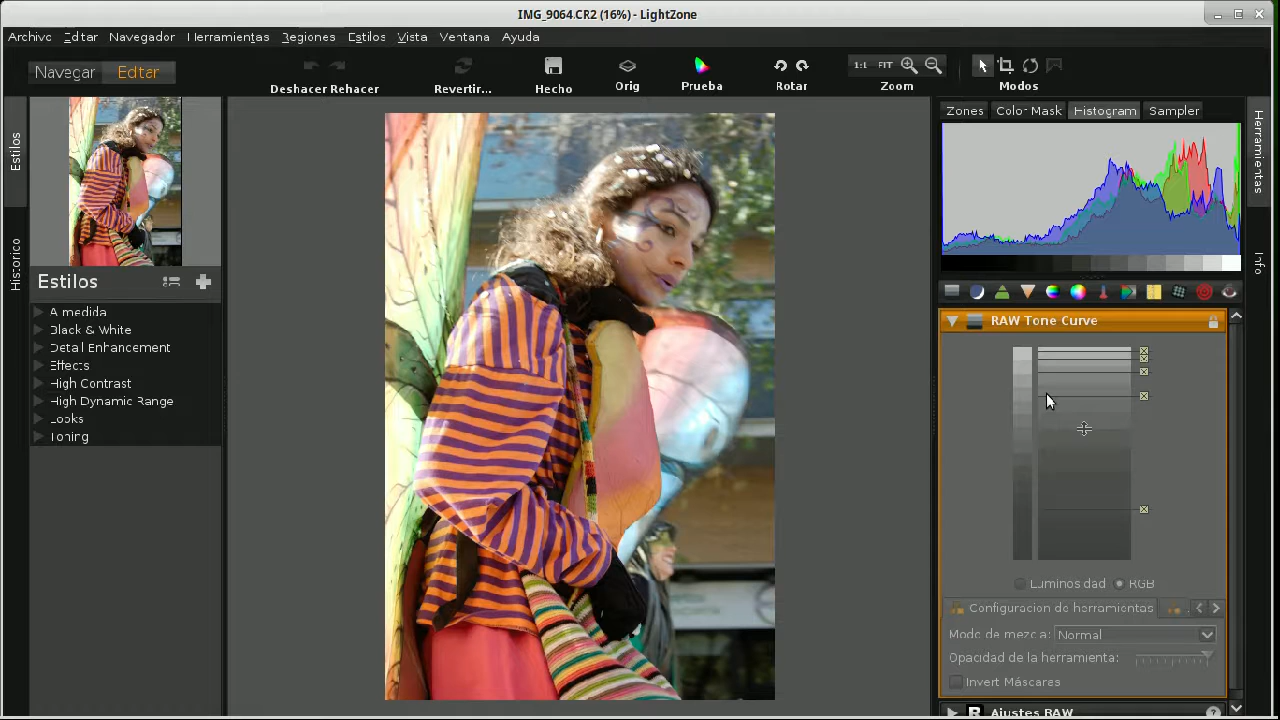 IMG_9064.CR2 (16%) - LightZone
Archivo Editar Navegador Herramientas Regiones Estilos Vista Ventana Ayuda
Navegar Editar
Deshacer Rehacer Revertir... Hecho Orig Prueba Rotar 1:1 FIT Zoom Modos
Zones Color Mask Histogram Sampler
Estilos
Historico
Herramientas
Info
Estilos
A medida
Black & White
Detail Enhancement
Effects
High Contrast
High Dynamic Range
Looks
Toning
RAW Tone Curve
Luminosidad RGB
Configuracion de herramientas
Modo de mezcla: Normal
Opacidad de la herramienta:
Invert Máscaras
R Ajustes RAW ?